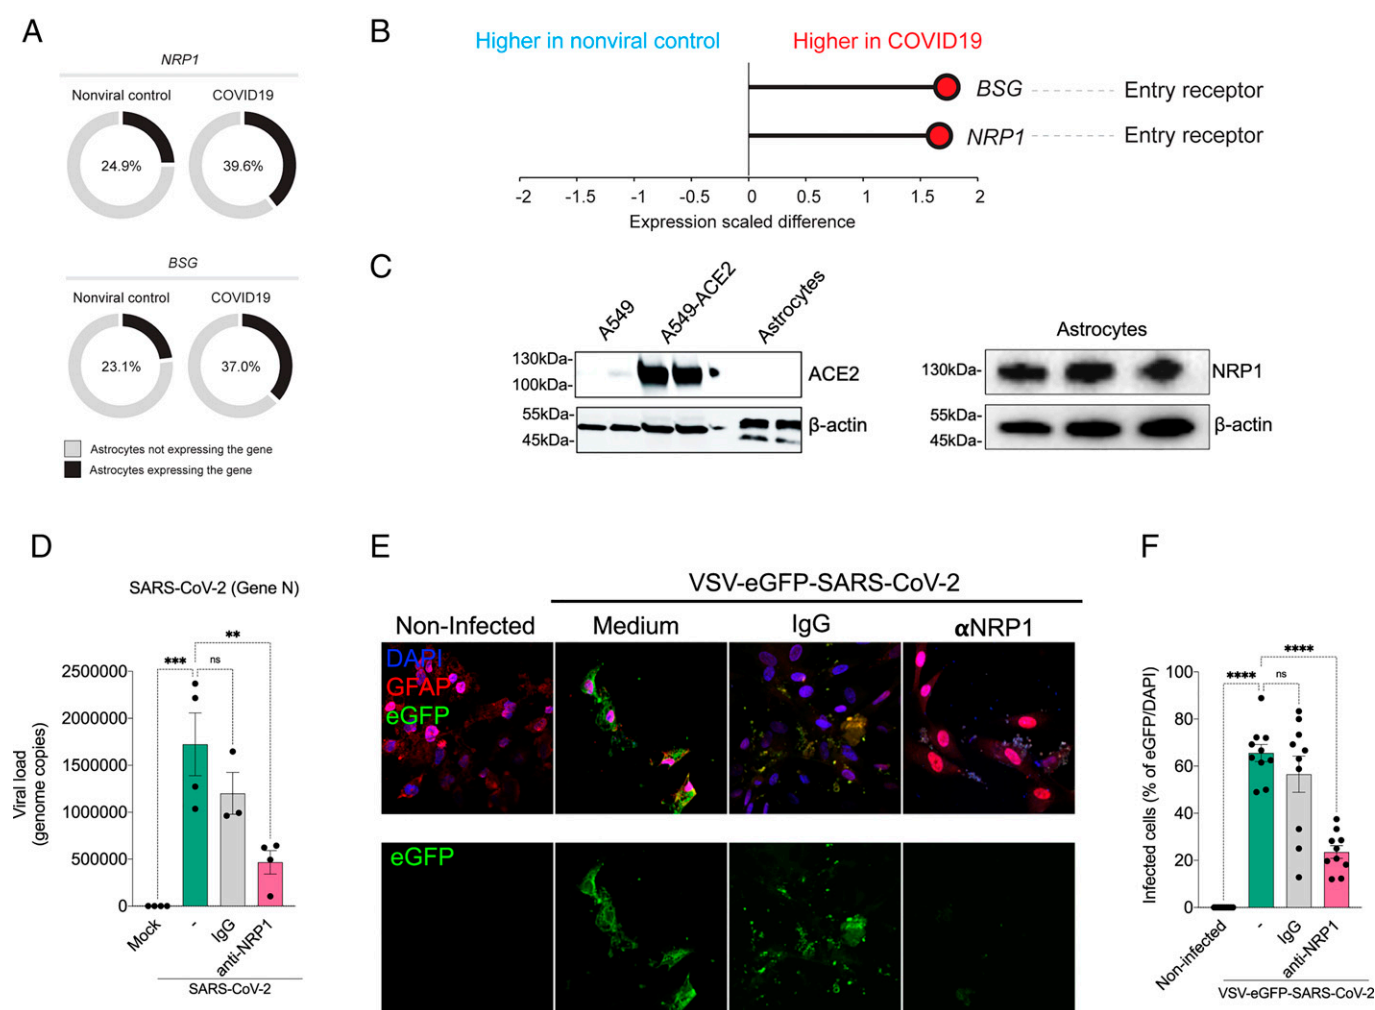 A
NRP1
Nonviral control
COVID19
24.9%
39.6%
BSG
Nonviral control
COVID19
23.1%
37.0%
Astrocytes not expressing the gene
Astrocytes expressing the gene
B
Higher in nonviral control
Higher in COVID19
BSG
Entry receptor
NRP1
Entry receptor
-2 -1.5 -1 -0.5 0 0.5 1 1.5 2
Expression scaled difference
C
A549
A549-ACE2
Astrocytes
130kDa-
100kDa-
ACE2
55kDa-
45kDa-
β-actin
Astrocytes
130kDa-
NRP1
55kDa-
45kDa-
β-actin
D
SARS-CoV-2 (Gene N)
**
***
ns
2500000
2000000
1500000
1000000
500000
0
Viral load
(genome copies)
Mock
-
IgG
anti-NRP1
SARS-CoV-2
E
VSV-eGFP-SARS-CoV-2
Non-Infected
Medium
IgG
αNRP1
DAPI
GFAP
eGFP
eGFP
F
****
****
ns
100
80
60
40
20
0
Infected cells (% of eGFP/DAPI)
Non-infected
-
IgG
anti-NRP1
VSV-eGFP-SARS-CoV-2